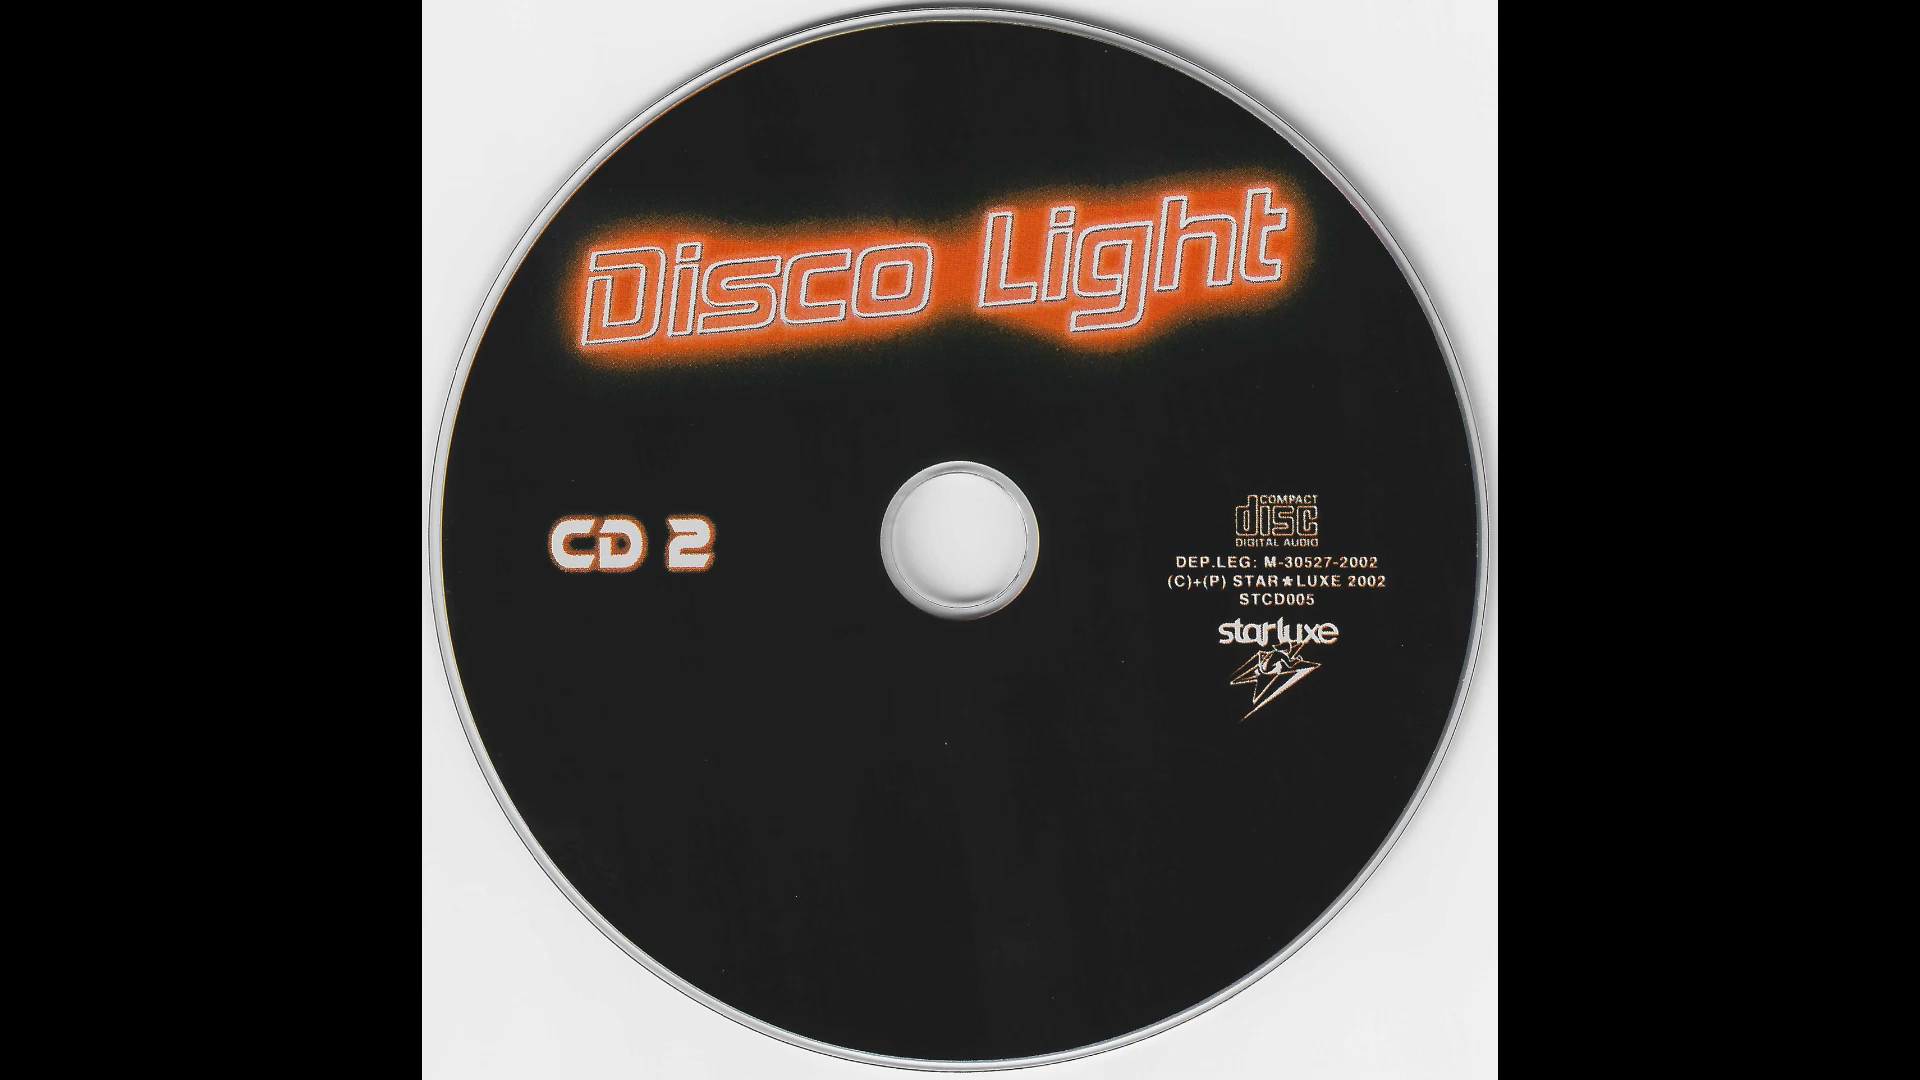 Disco Light
CD 2
COMPACT
disc
DIGITAL AUDIO
DEP.LEG: M-30527-2002
(C)+(P) STAR★LUXE 2002
STCD005
starluxe